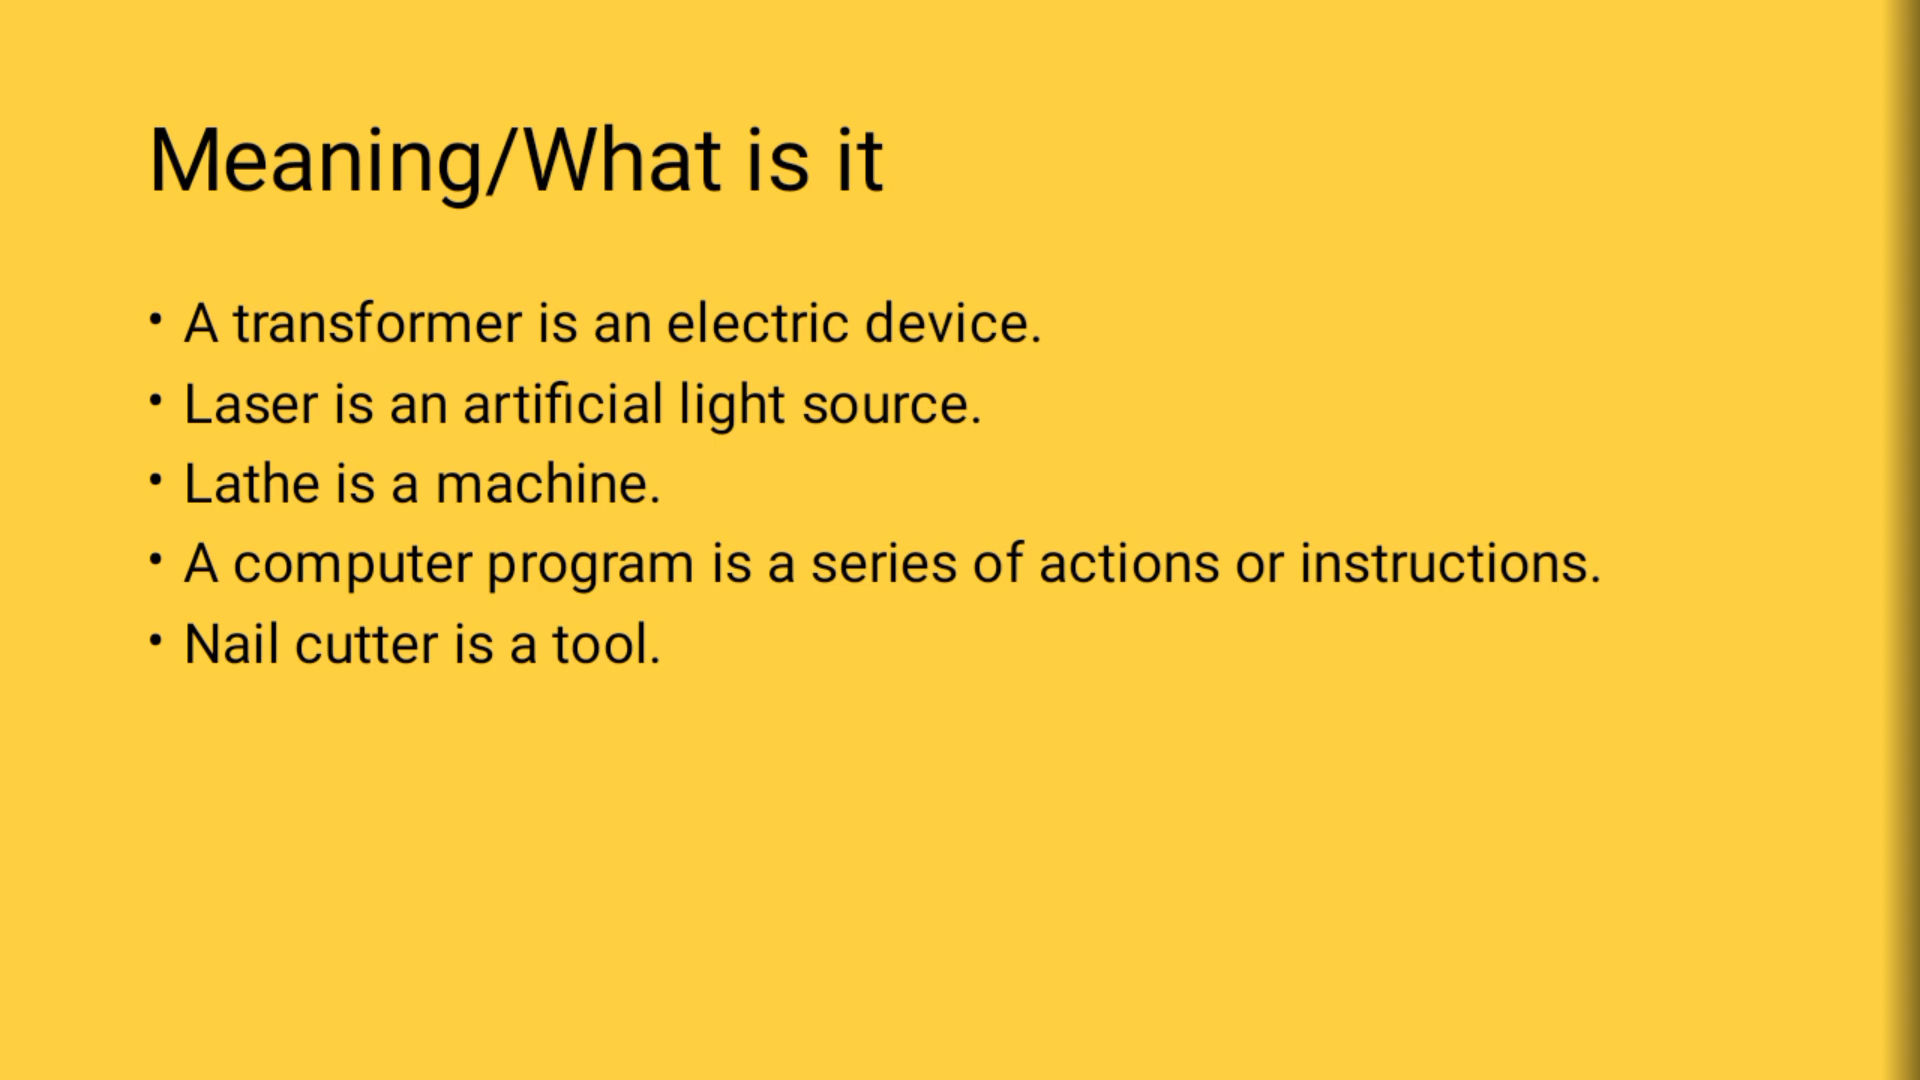 Meaning/What is it
• A transformer is an electric device.
• Laser is an artificial light source.
• Lathe is a machine.
• A computer program is a series of actions or instructions.
• Nail cutter is a tool.